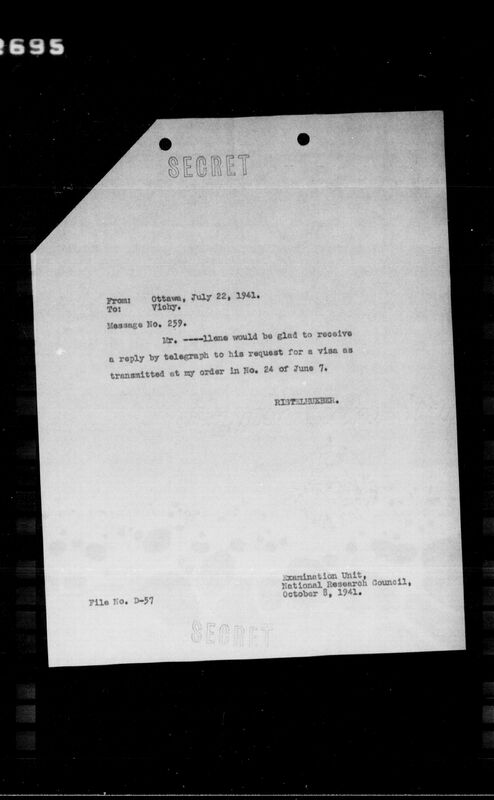 2695
SECRET
From: Ottawa, July 22, 1941.
To: Vichy.
Message No. 259.
Mr. ----llene would be glad to receive
a reply by telegraph to his request for a visa as
transmitted at my order in No. 24 of June 7.
RISTELHUEBER.
Examination Unit,
National Research Council,
October 8, 1941.
File No. D-57
SECRET